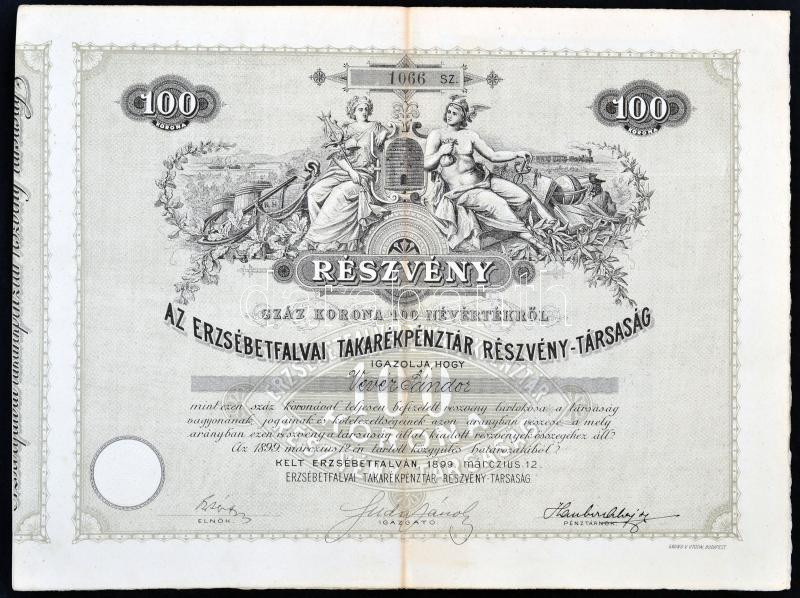 1066 SZ.
100
KORONA
100
KORONA
RÉSZVÉNY
SZÁZ KORONA 100 NÉVÉRTÉKRŐL
AZ ERZSÉBETFALVAI TAKARÉKPÉNZTÁR RÉSZVÉNY-TÁRSASÁG
IGAZOLJA, HOGY
Vever Sándor
mint ezen száz koronával teljesen befizetett részvény birtokosa a társaság
vagyonának, jogainak és kötelezettségeinek azon arányban részese, a mely
arányban ezen részvény a társaság által kiadott részvények összegéhez áll.
Az 1899. márczius 12-én tartott közgyűlés határozatából.
KELT ERZSÉBETFALVÁN, 1899. márczius 12.
ERZSÉBETFALVAI TAKARÉKPÉNZTÁR RÉSZVÉNY-TÁRSASÁG
ELNÖK.
IGAZGATÓ
PÉNZTÁRNOK
100